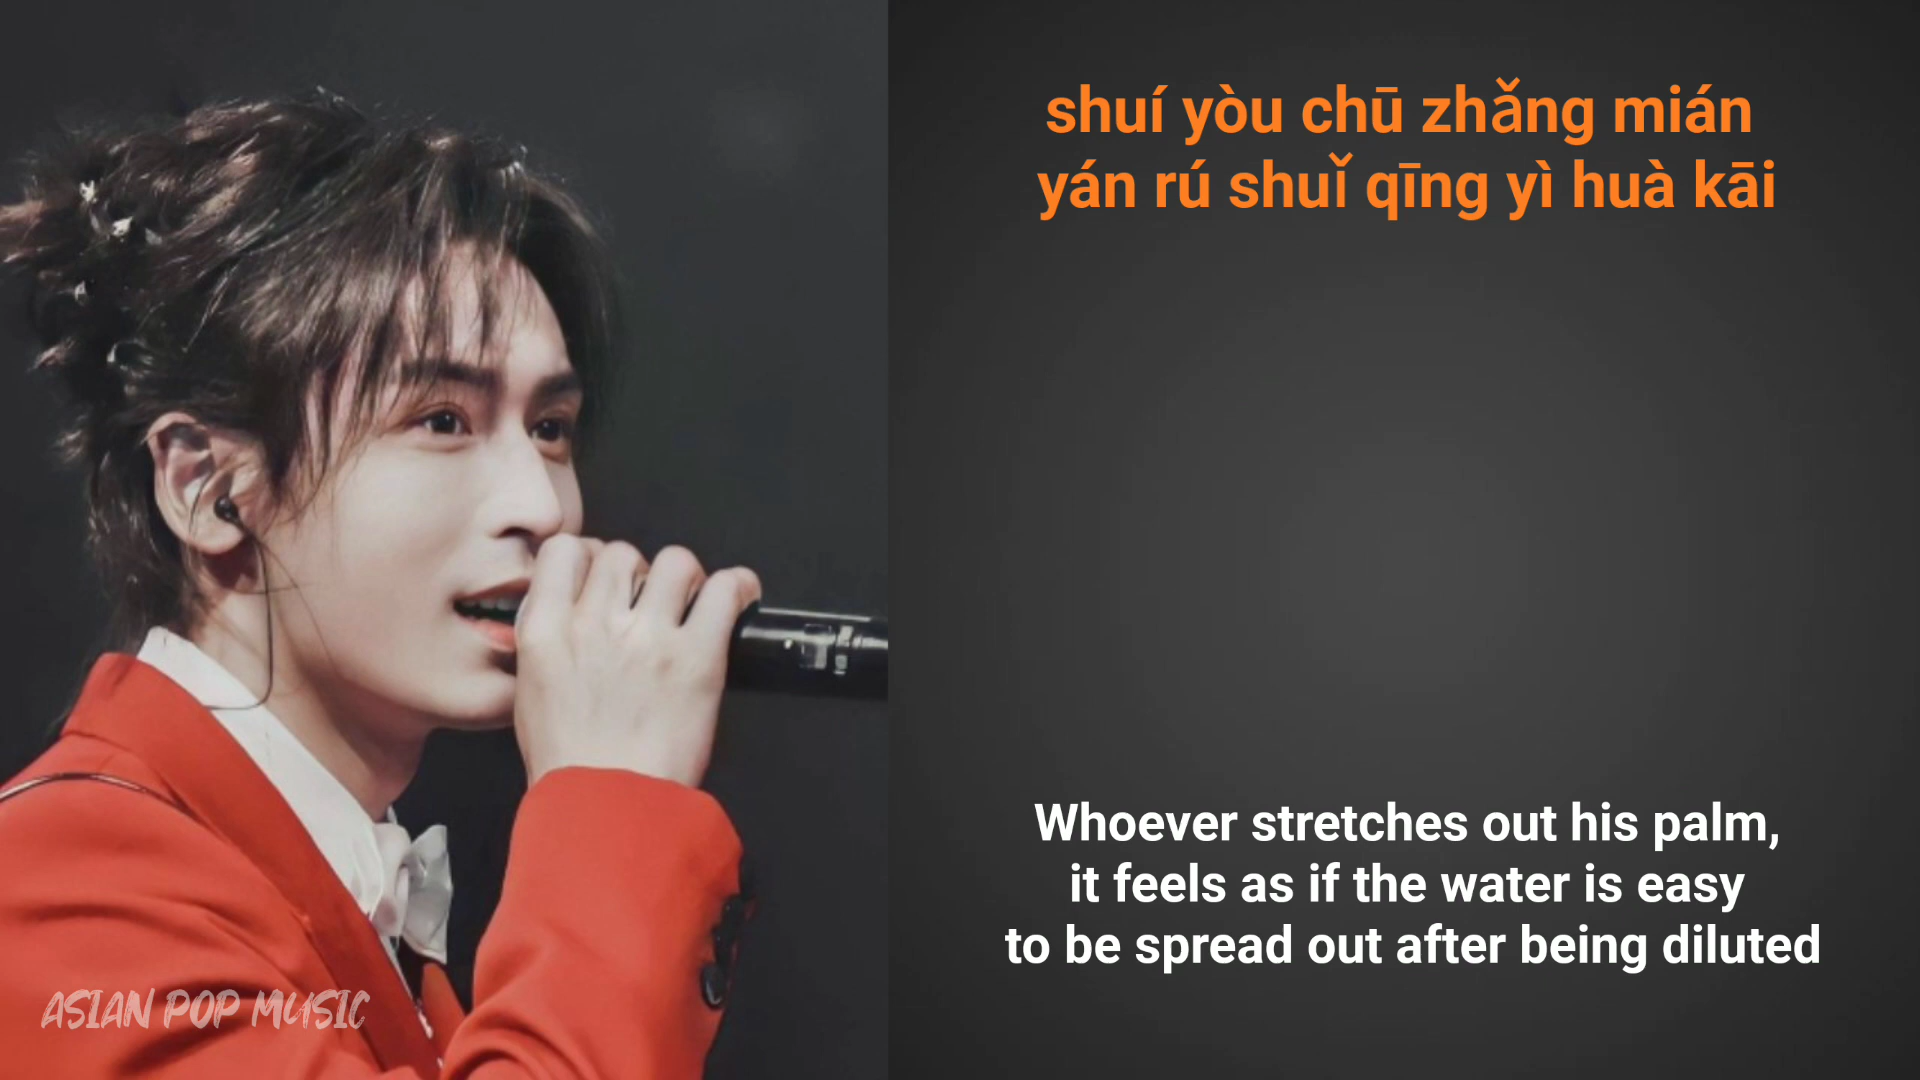 shuí yòu chū zhǎng mián
yán rú shuǐ qīng yì huà kāi
Whoever stretches out his palm,
it feels as if the water is easy
to be spread out after being diluted
ASIAN POP MUSIC